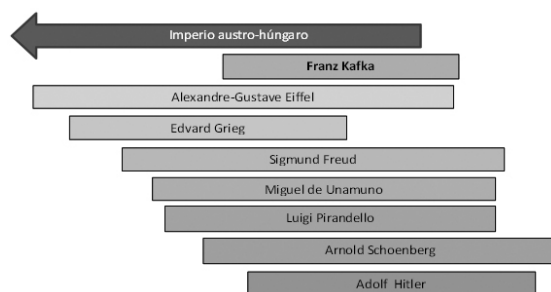 Imperio austro-húngaro
Franz Kafka
Alexandre-Gustave Eiffel
Edvard Grieg
Sigmund Freud
Miguel de Unamuno
Luigi Pirandello
Arnold Schoenberg
Adolf Hitler